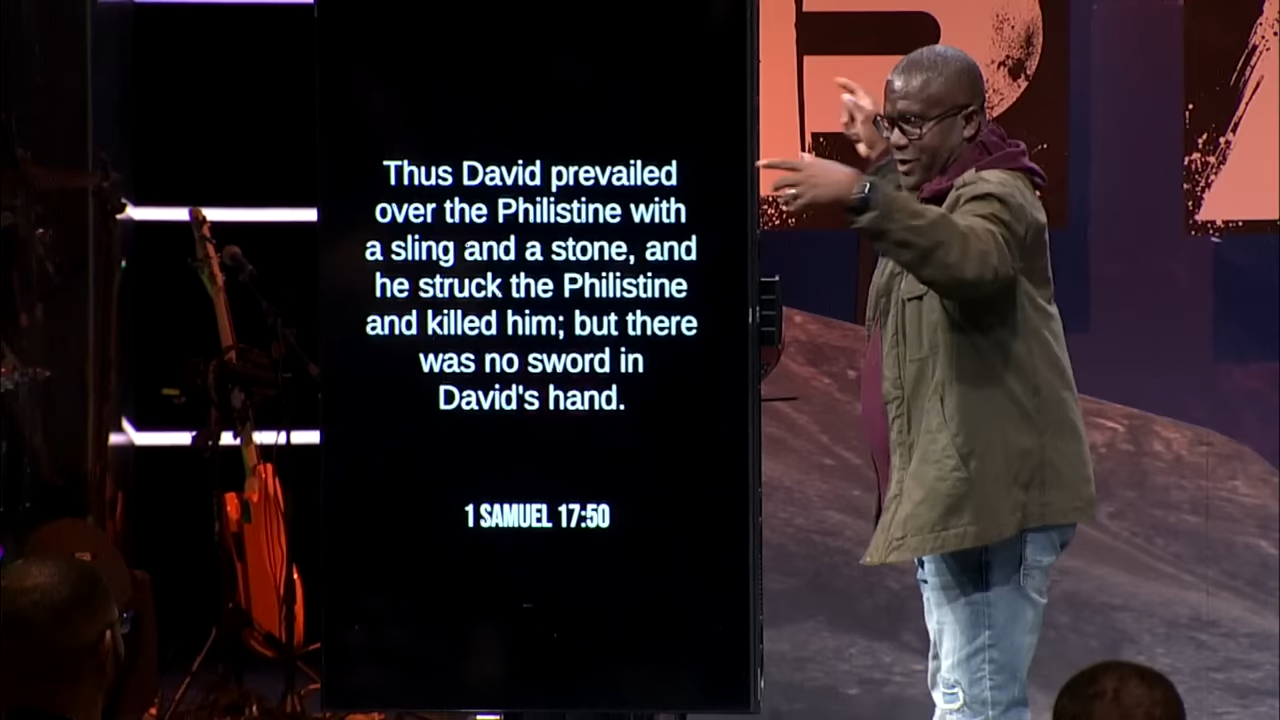 Thus David prevailed
over the Philistine with
a sling and a stone, and
he struck the Philistine
and killed him; but there
was no sword in
David's hand.
1 SAMUEL 17:50